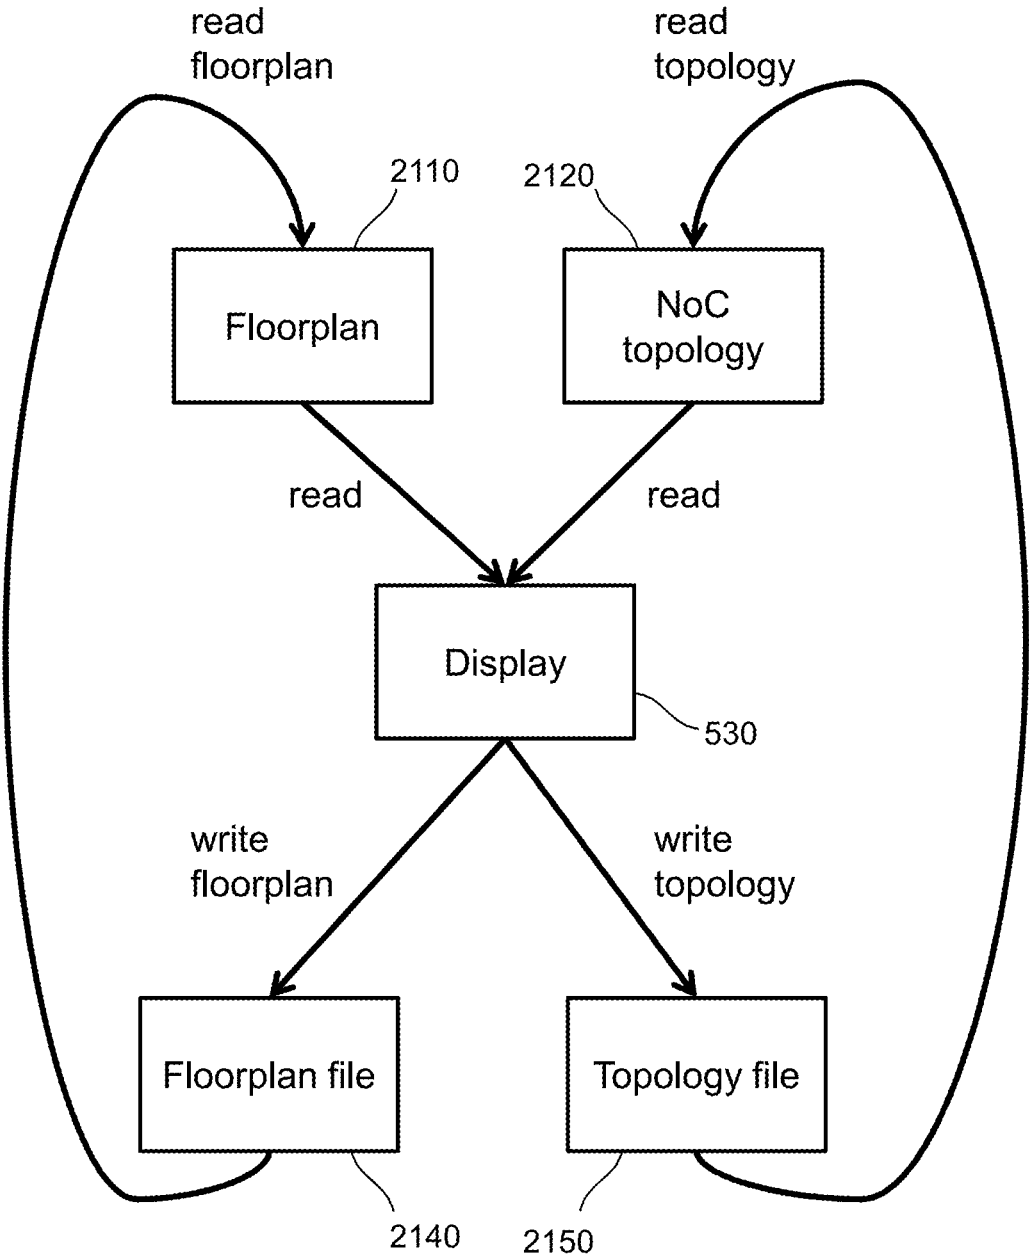 read
floorplan
read
topology
2110
2120
Floorplan
NoC
topology
read
read
Display
530
write
floorplan
write
topology
Floorplan file
Topology file
2140
2150